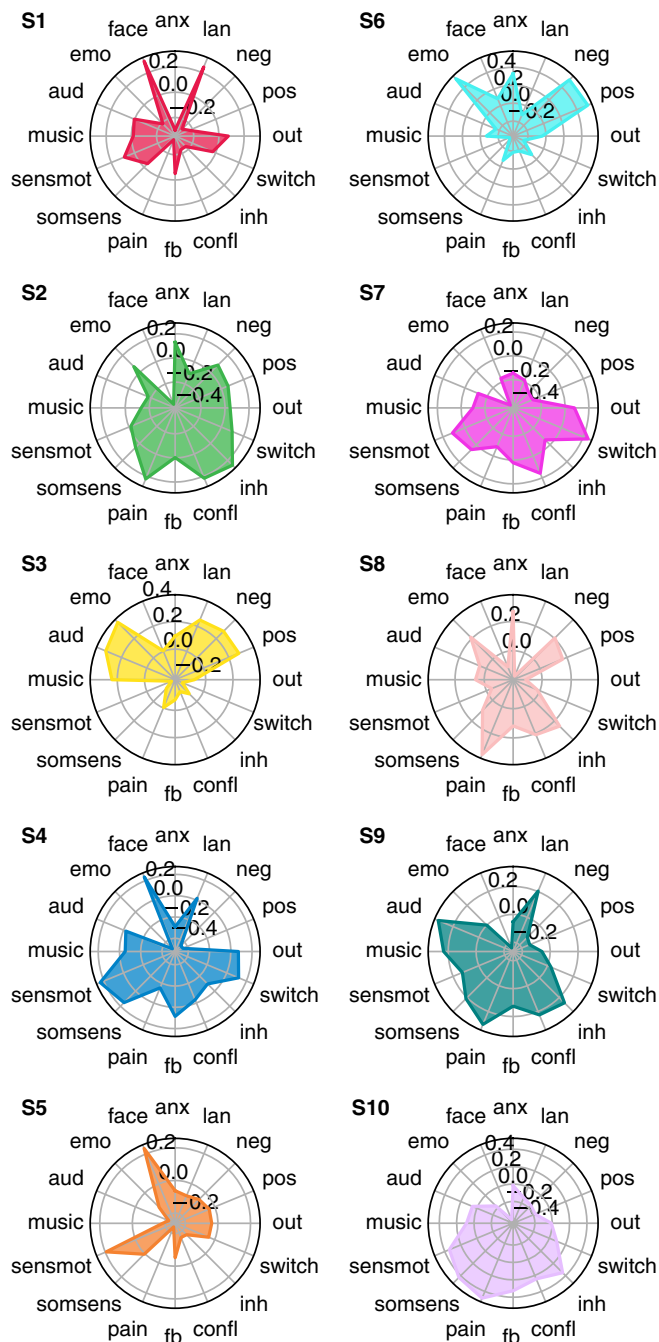 S1
anx
face
lan
emo
neg
aud
pos
music
out
sensmot
switch
somsens
inh
pain
confl
fb
0.2
0.0
−0.2
S6
anx
face
lan
emo
neg
aud
pos
music
out
sensmot
switch
somsens
inh
pain
confl
fb
0.4
0.2
0.0
−0.2
S2
anx
face
lan
emo
neg
aud
pos
music
out
sensmot
switch
somsens
inh
pain
confl
fb
0.2
0.0
−0.2
−0.4
S7
anx
face
lan
emo
neg
aud
pos
music
out
sensmot
switch
somsens
inh
pain
confl
fb
0.2
0.0
−0.2
−0.4
S3
anx
face
lan
emo
neg
aud
pos
music
out
sensmot
switch
somsens
inh
pain
confl
fb
0.4
0.2
0.0
−0.2
S8
anx
face
lan
emo
neg
aud
pos
music
out
sensmot
switch
somsens
inh
pain
confl
fb
0.2
0.0
S4
anx
face
lan
emo
neg
aud
pos
music
out
sensmot
switch
somsens
inh
pain
confl
fb
0.2
0.0
−0.2
−0.4
S9
anx
face
lan
emo
neg
aud
pos
music
out
sensmot
switch
somsens
inh
pain
confl
fb
0.2
0.0
−0.2
S5
anx
face
lan
emo
neg
aud
pos
music
out
sensmot
switch
somsens
inh
pain
confl
fb
0.2
0.0
−0.2
S10
anx
face
lan
emo
neg
aud
pos
music
out
sensmot
switch
somsens
inh
pain
confl
fb
0.4
0.2
0.0
−0.2
−0.4